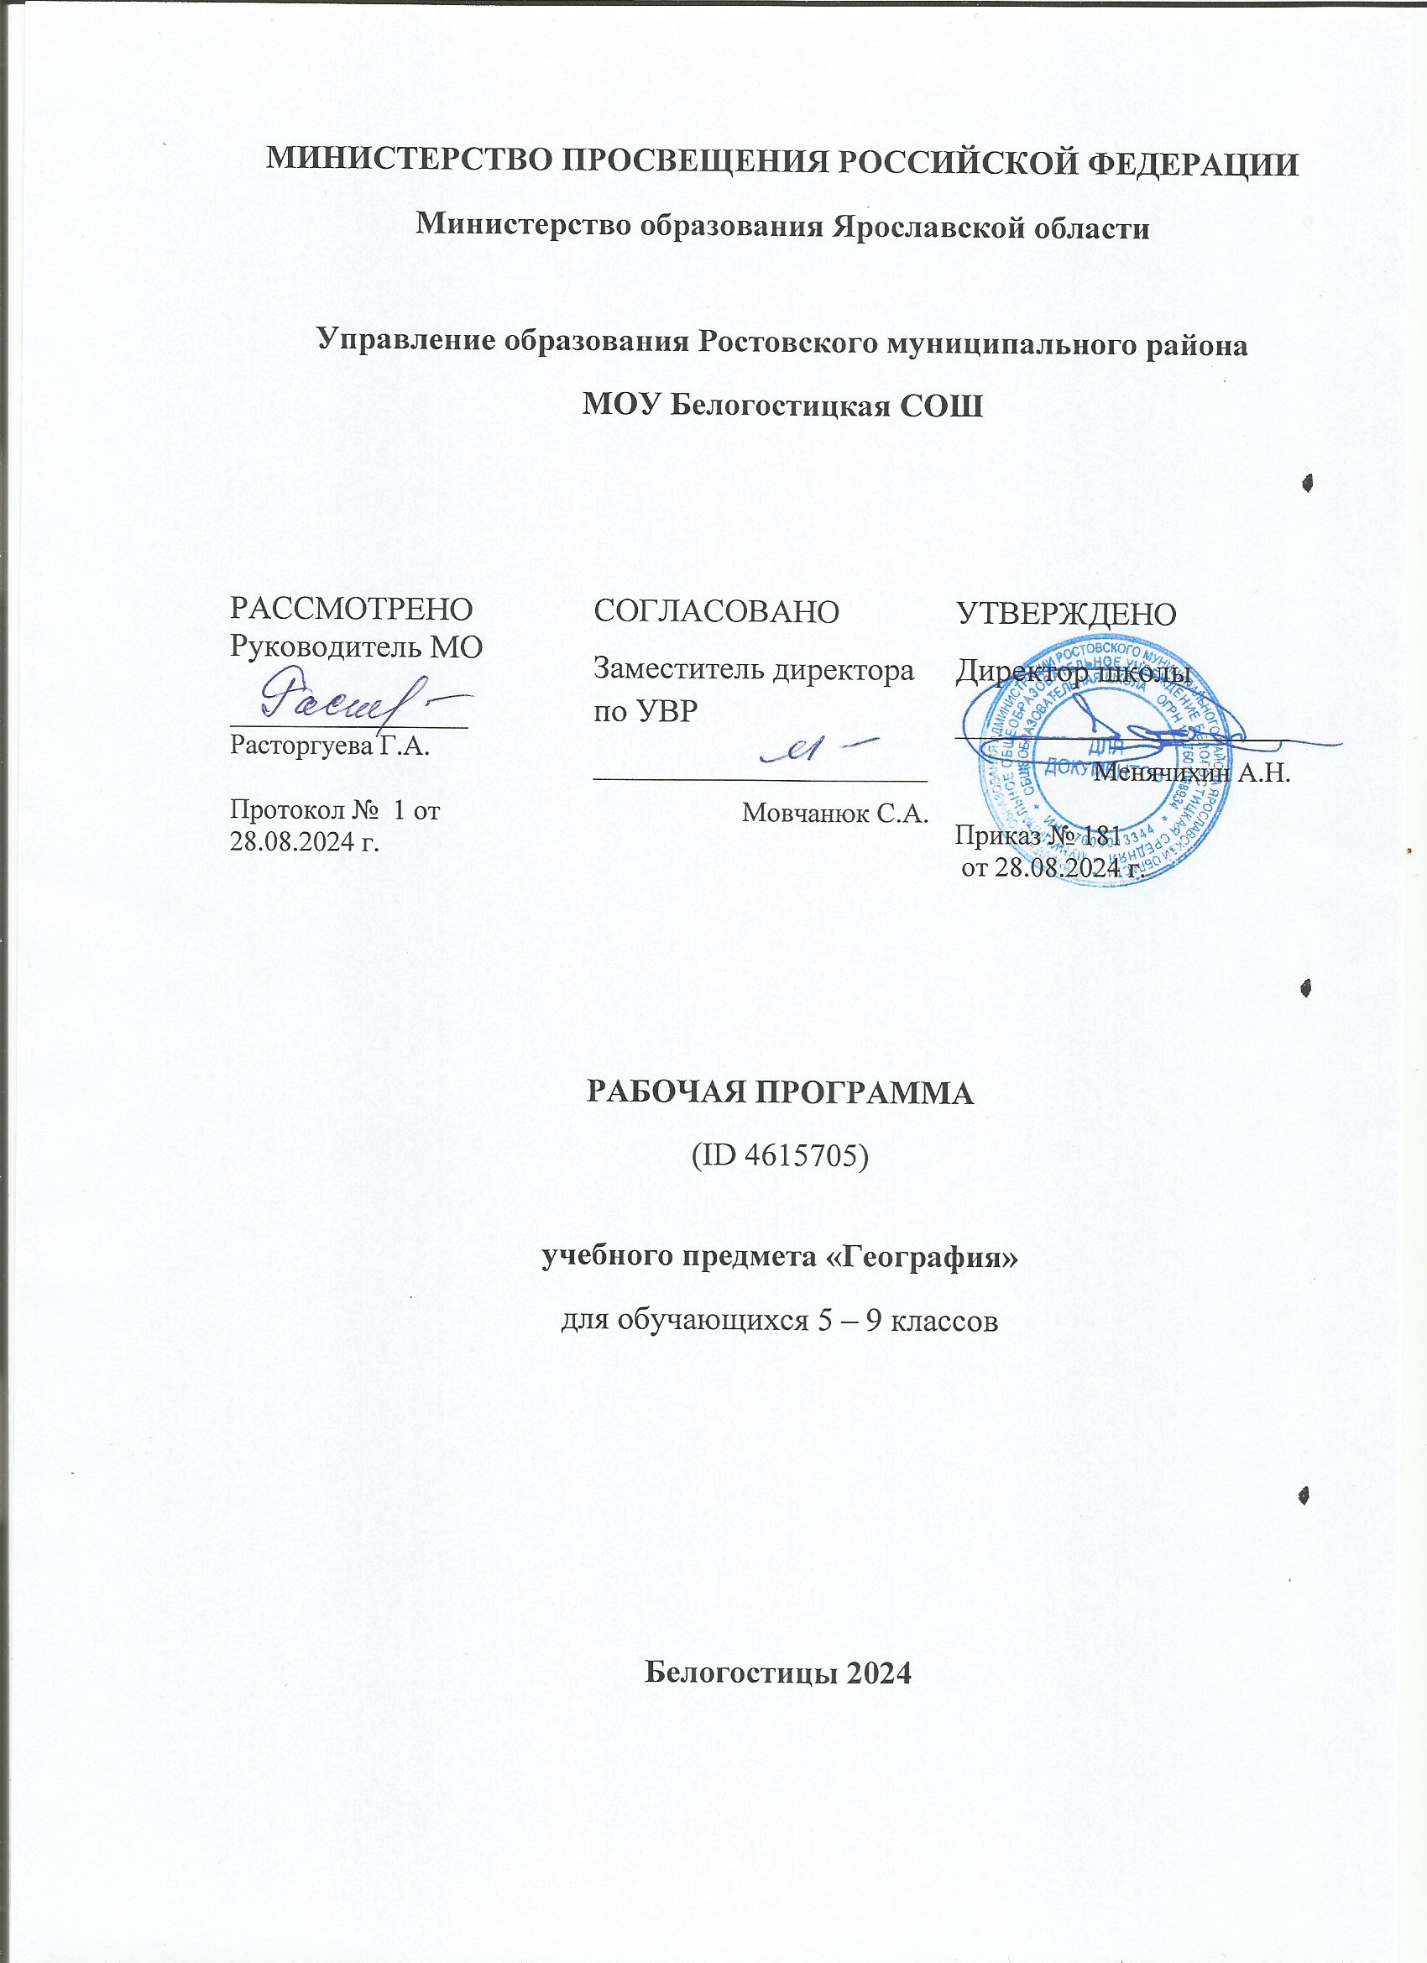 МИНИСТЕРСТВО ПРОСВЕЩЕНИЯ РОССИЙСКОЙ ФЕДЕРАЦИИ
Министерство образования Ярославской области
Управление образования Ростовского муниципального района
МОУ Белогостицкая СОШ
РАССМОТРЕНО
Руководитель МО
Расторгуева Г.А.
Протокол № 1 от
28.08.2024 г.
СОГЛАСОВАНО
Заместитель директора
по УВР
Мовчанюк С.А.
УТВЕРЖДЕНО
Директор школы
Менячихин А.Н.
Приказ № 181
от 28.08.2024 г.
ДЛЯ
РАБОЧАЯ ПРОГРАММА
(ID 4615705)
учебного предмета «География»
для обучающихся 5 – 9 классов
Белогостицы 2024